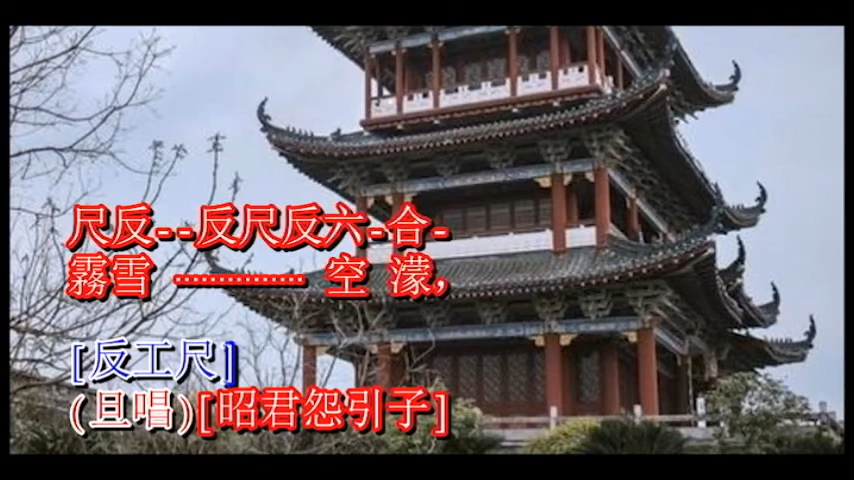 尺反--反尺反六-合-
霧雪 ………… 空 濛,
[反工尺]
(旦唱)[昭君怨引子]